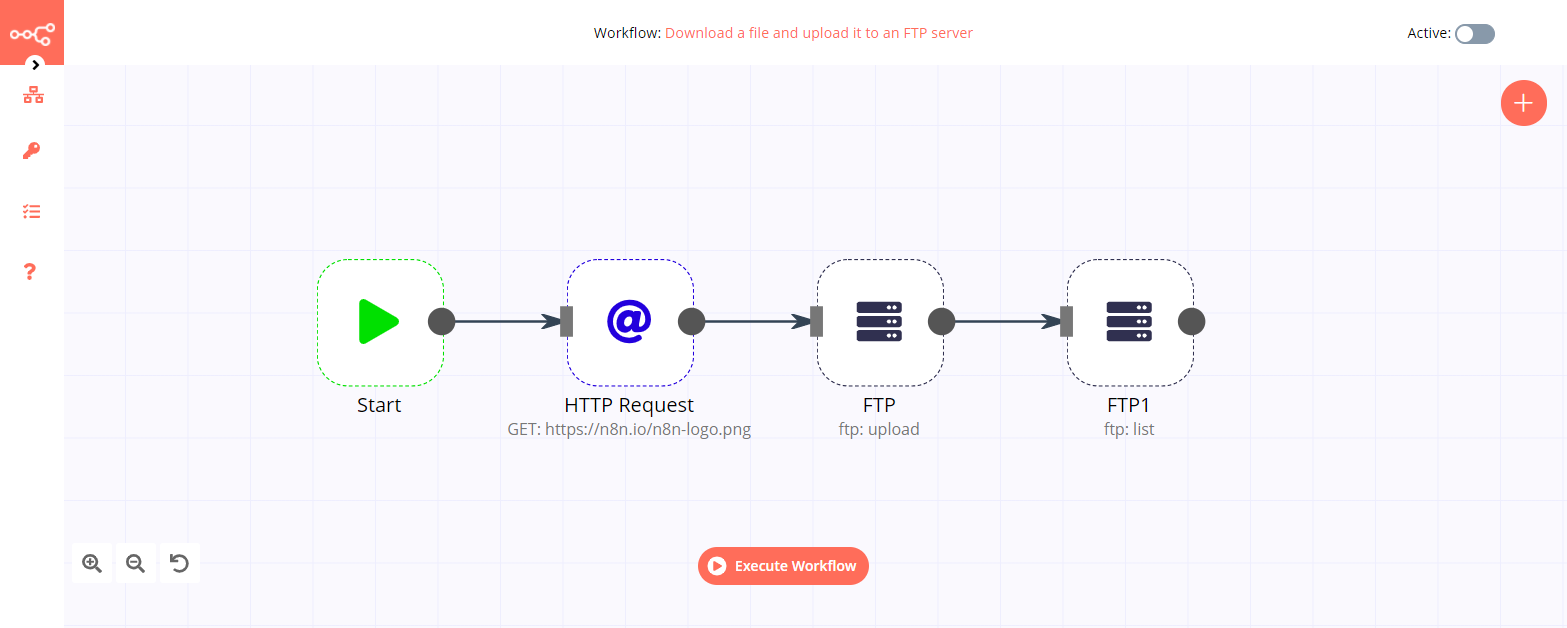 Workflow: Download a file and upload it to an FTP server
Active:
Start
HTTP Request
GET: https://n8n.io/n8n-logo.png
FTP
ftp: upload
FTP1
ftp: list
Execute Workflow